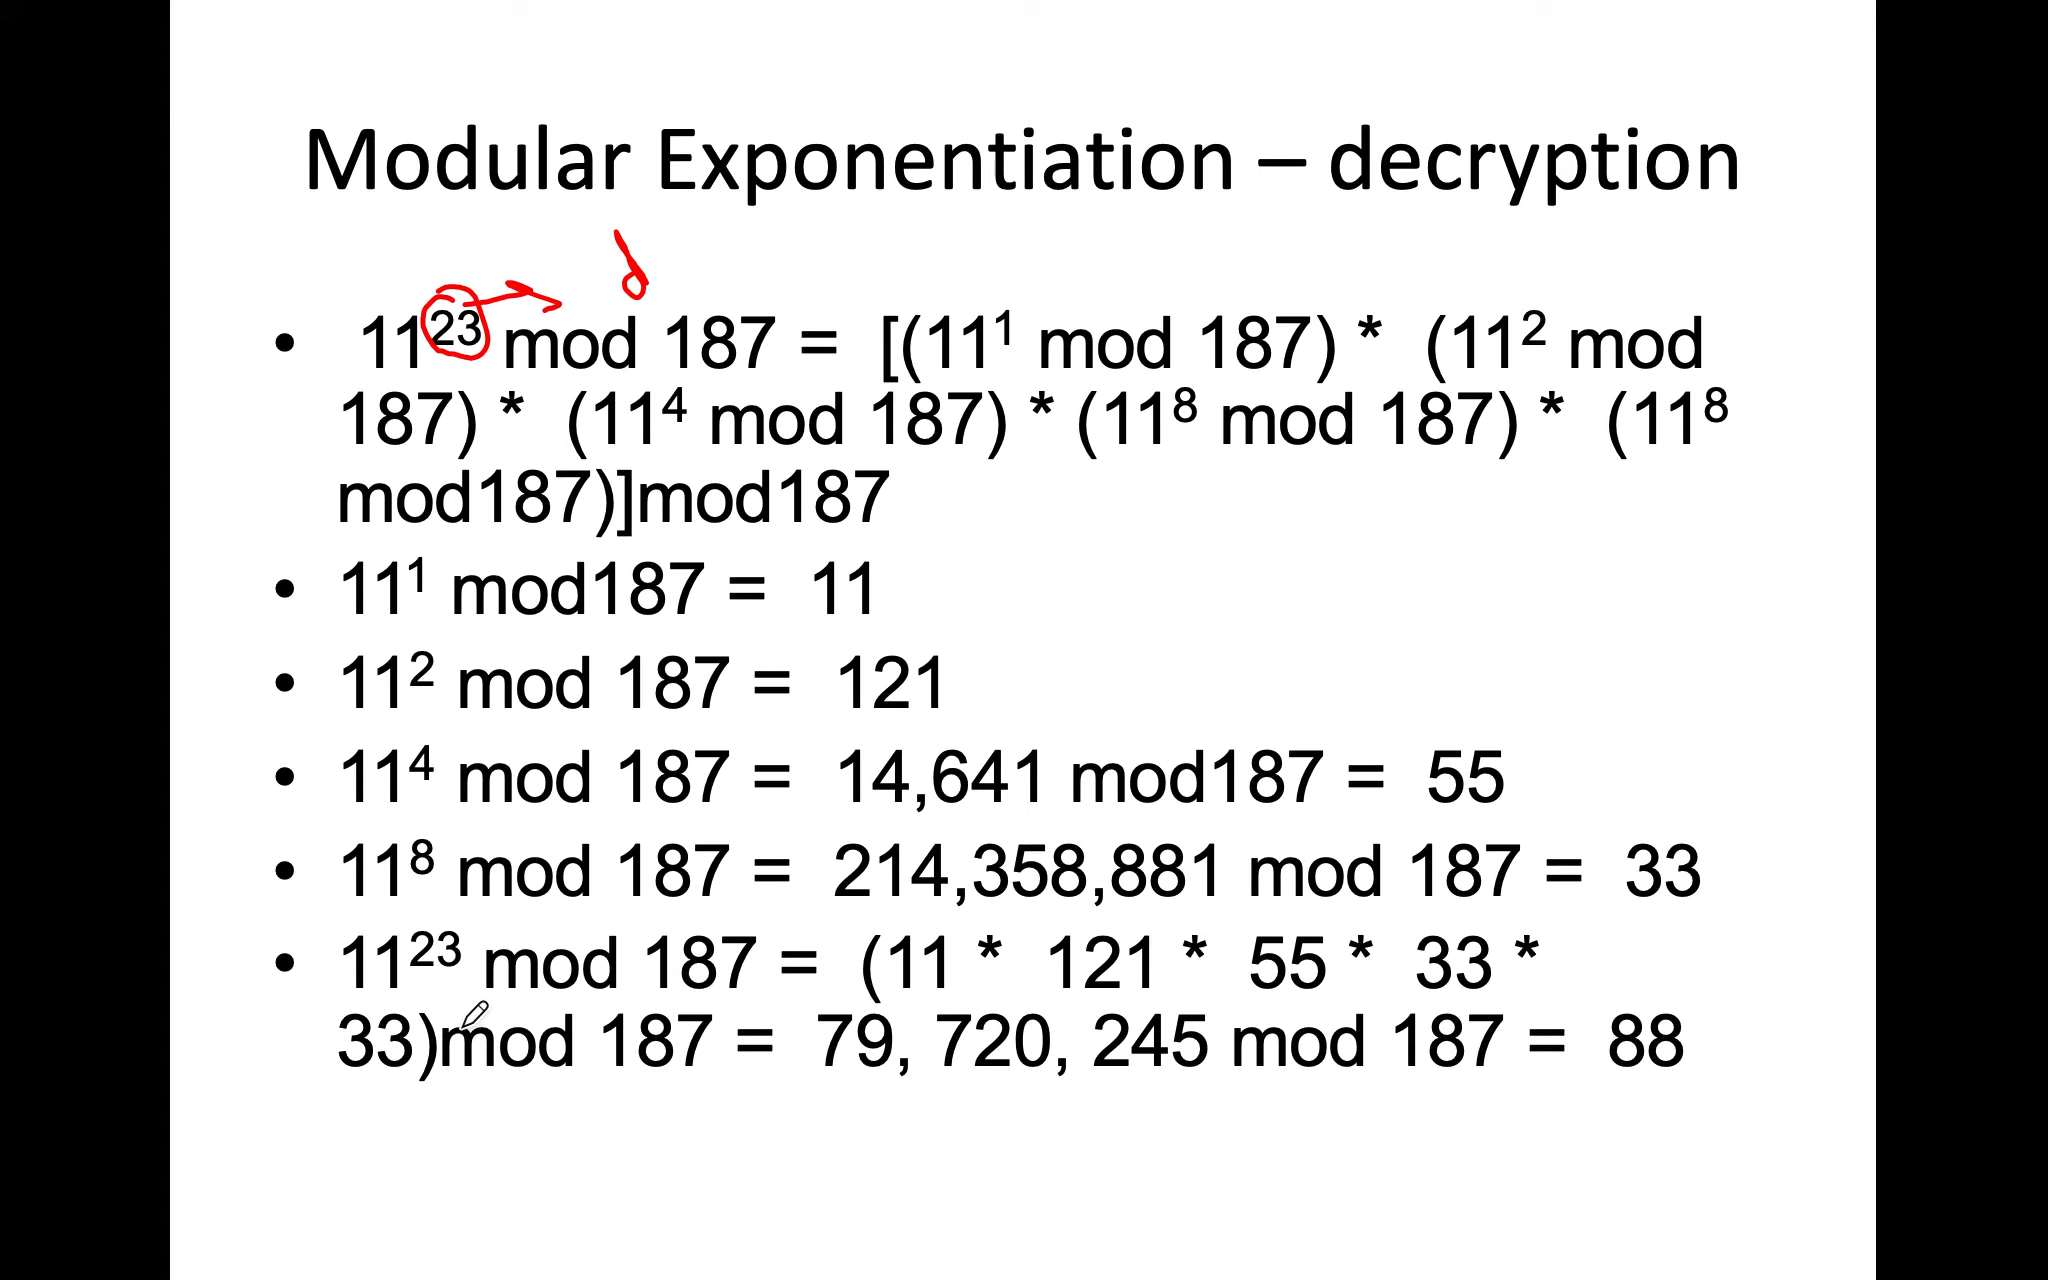 Modular Exponentiation – decryption
d
• 11²³ mod 187 = [(11¹ mod 187) * (11² mod
187) * (11⁴ mod 187) * (11⁸ mod 187) * (11⁸
mod187)]mod187
• 11¹ mod187 = 11
• 11² mod 187 = 121
• 11⁴ mod 187 = 14,641 mod187 = 55
• 11⁸ mod 187 = 214,358,881 mod 187 = 33
• 11²³ mod 187 = (11 * 121 * 55 * 33 *
33)mod 187 = 79, 720, 245 mod 187 = 88